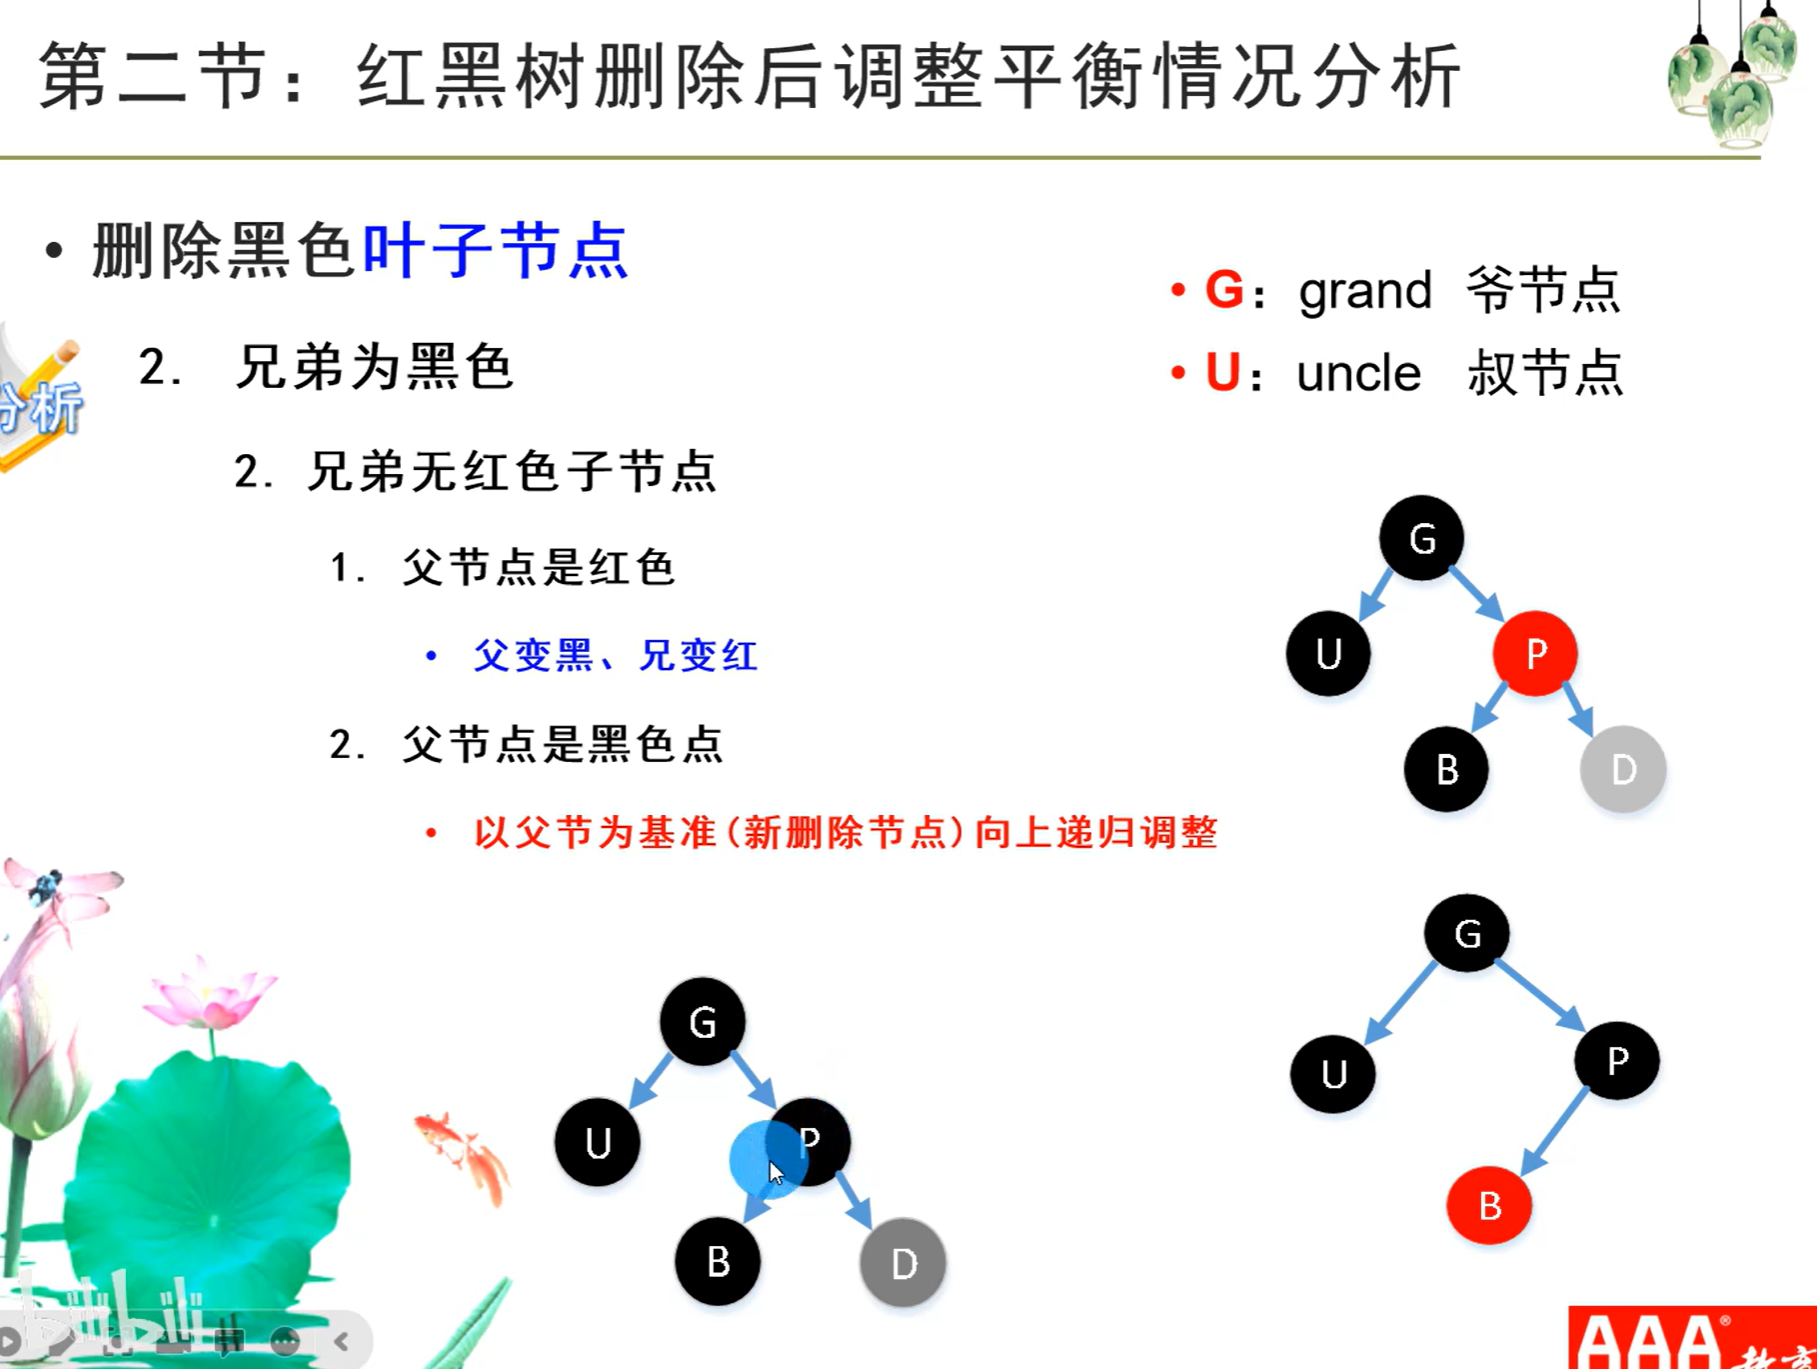 第二节：红黑树删除后调整平衡情况分析
• 删除黑色叶子节点
• G：grand 爷节点
• U：uncle 叔节点
分析
2. 兄弟为黑色
2. 兄弟无红色子节点
1. 父节点是红色
• 父变黑、兄变红
2. 父节点是黑色点
• 以父节为基准(新删除节点)向上递归调整
G
U
P
B
D
G
U
P
B
G
U
P
B
D
bilibili
AAA®
教育